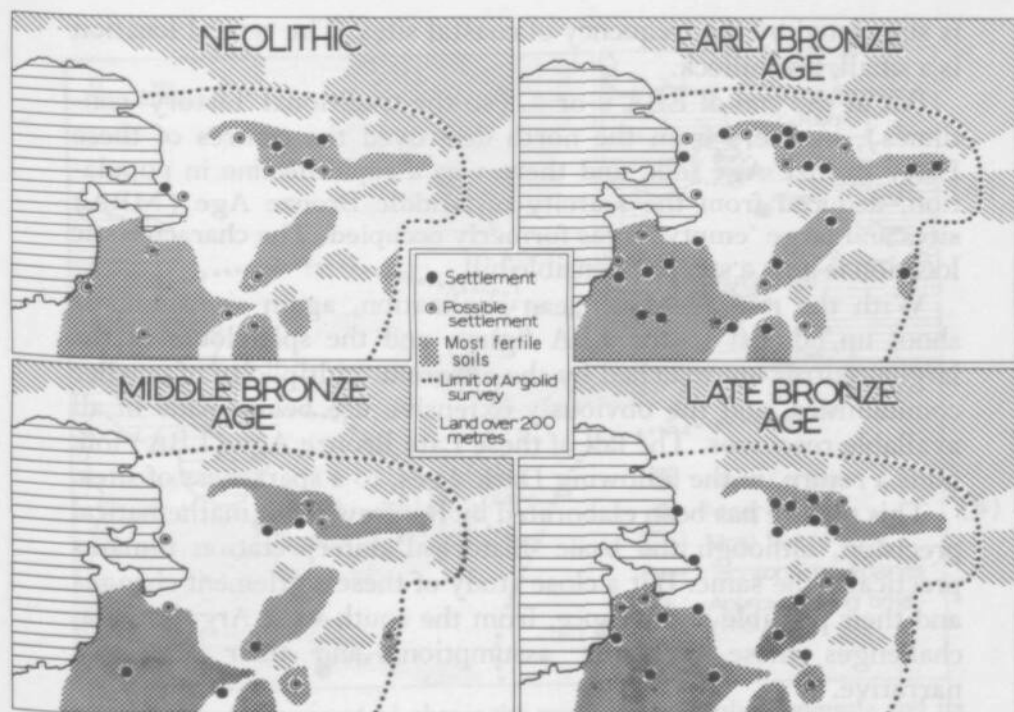 NEOLITHIC
EARLY BRONZE
AGE
Settlement
Possible
settlement
Most fertile
soils
Limit of Argolid
survey
Land over 200
metres
MIDDLE BRONZE
AGE
LATE BRONZE
AGE